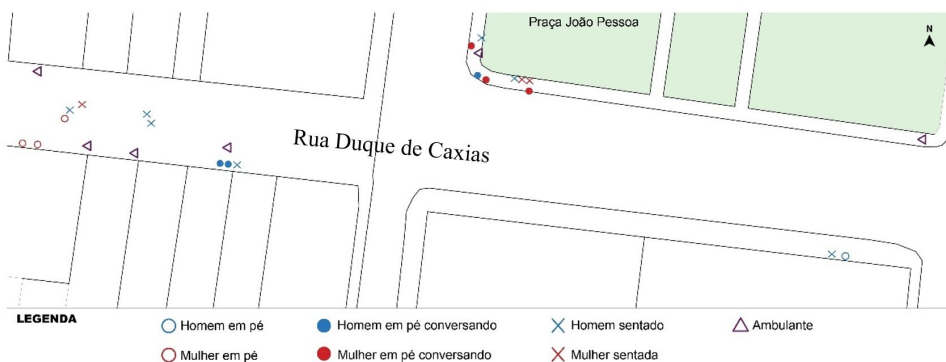 Praça João Pessoa
N
Rua Duque de Caxias
LEGENDA
Homem em pé
Homem em pé conversando
Homem sentado
Ambulante
Mulher em pé
Mulher em pé conversando
Mulher sentada